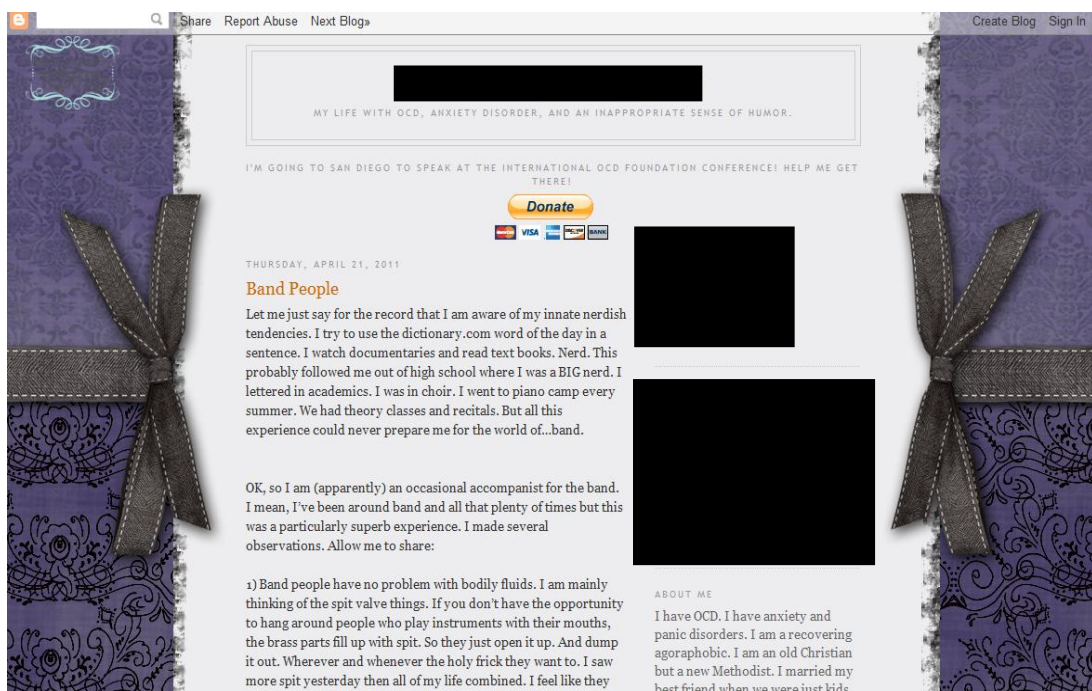 Share Report Abuse Next Blog» Create Blog Sign In
MY LIFE WITH OCD, ANXIETY DISORDER, AND AN INAPPROPRIATE SENSE OF HUMOR.
I'M GOING TO SAN DIEGO TO SPEAK AT THE INTERNATIONAL OCD FOUNDATION CONFERENCE! HELP ME GET
THERE!
Donate
MasterCard VISA DISCOVER BANK
THURSDAY, APRIL 21, 2011
Band People
Let me just say for the record that I am aware of my innate nerdish
tendencies. I try to use the dictionary.com word of the day in a
sentence. I watch documentaries and read text books. Nerd. This
probably followed me out of high school where I was a BIG nerd. I
lettered in academics. I was in choir. I went to piano camp every
summer. We had theory classes and recitals. But all this
experience could never prepare me for the world of...band.
OK, so I am (apparently) an occasional accompanist for the band.
I mean, I've been around band and all that plenty of times but this
was a particularly superb experience. I made several
observations. Allow me to share:
1) Band people have no problem with bodily fluids. I am mainly
thinking of the spit valve things. If you don't have the opportunity
to hang around people who play instruments with their mouths,
the brass parts fill up with spit. So they just open it up. And dump
it out. Wherever and whenever the holy frick they want to. I saw
more spit yesterday then all of my life combined. I feel like they
ABOUT ME
I have OCD. I have anxiety and
panic disorders. I am a recovering
agoraphobic. I am an old Christian
but a new Methodist. I married my
best friend when we were just kids